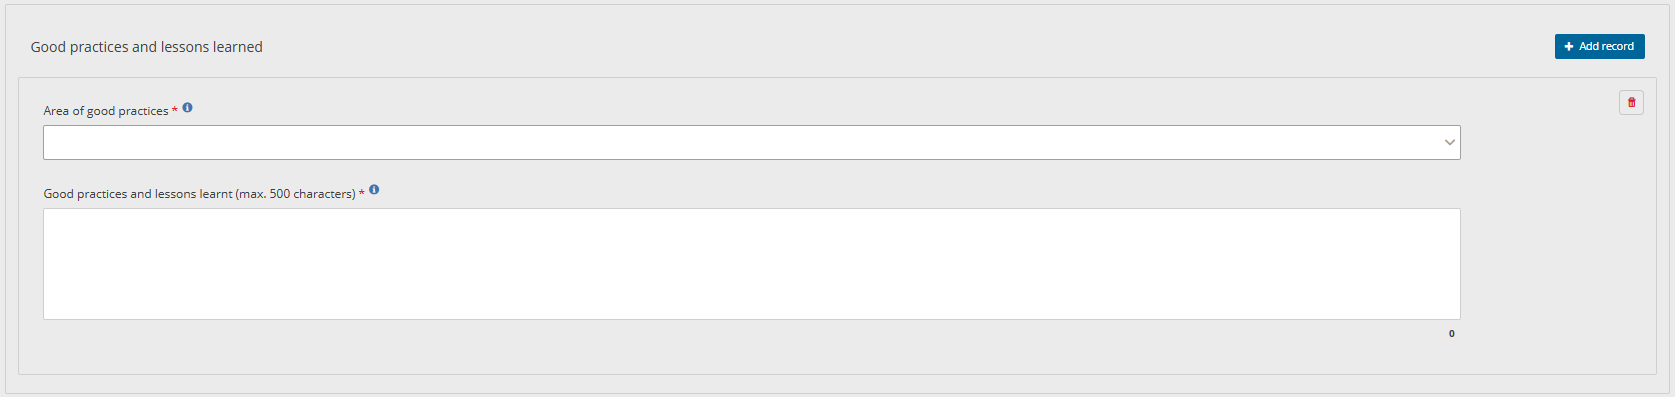 Good practices and lessons learned
Add record
Area of good practices *
Good practices and lessons learnt (max. 500 characters) *
0